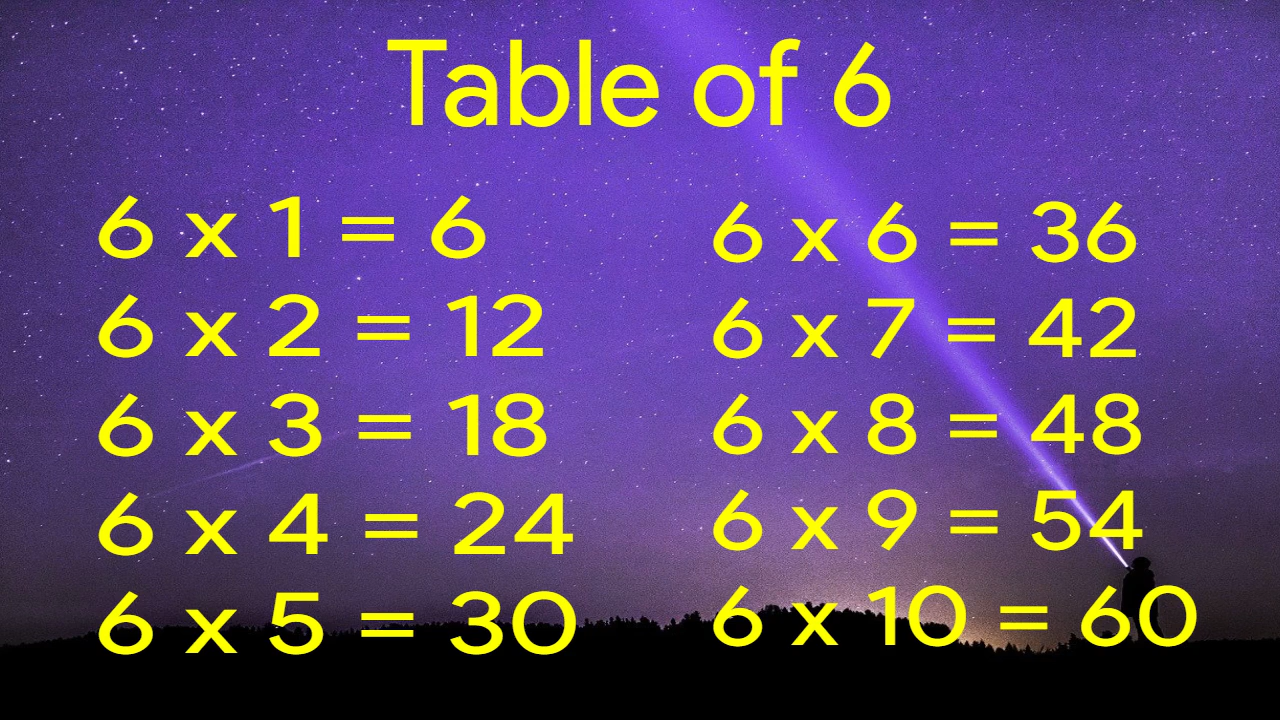 Table of 6
6 x 1 = 6
6 x 2 = 12
6 x 3 = 18
6 x 4 = 24
6 x 5 = 30
6 x 6 = 36
6 x 7 = 42
6 x 8 = 48
6 x 9 = 54
6 x 10 = 60